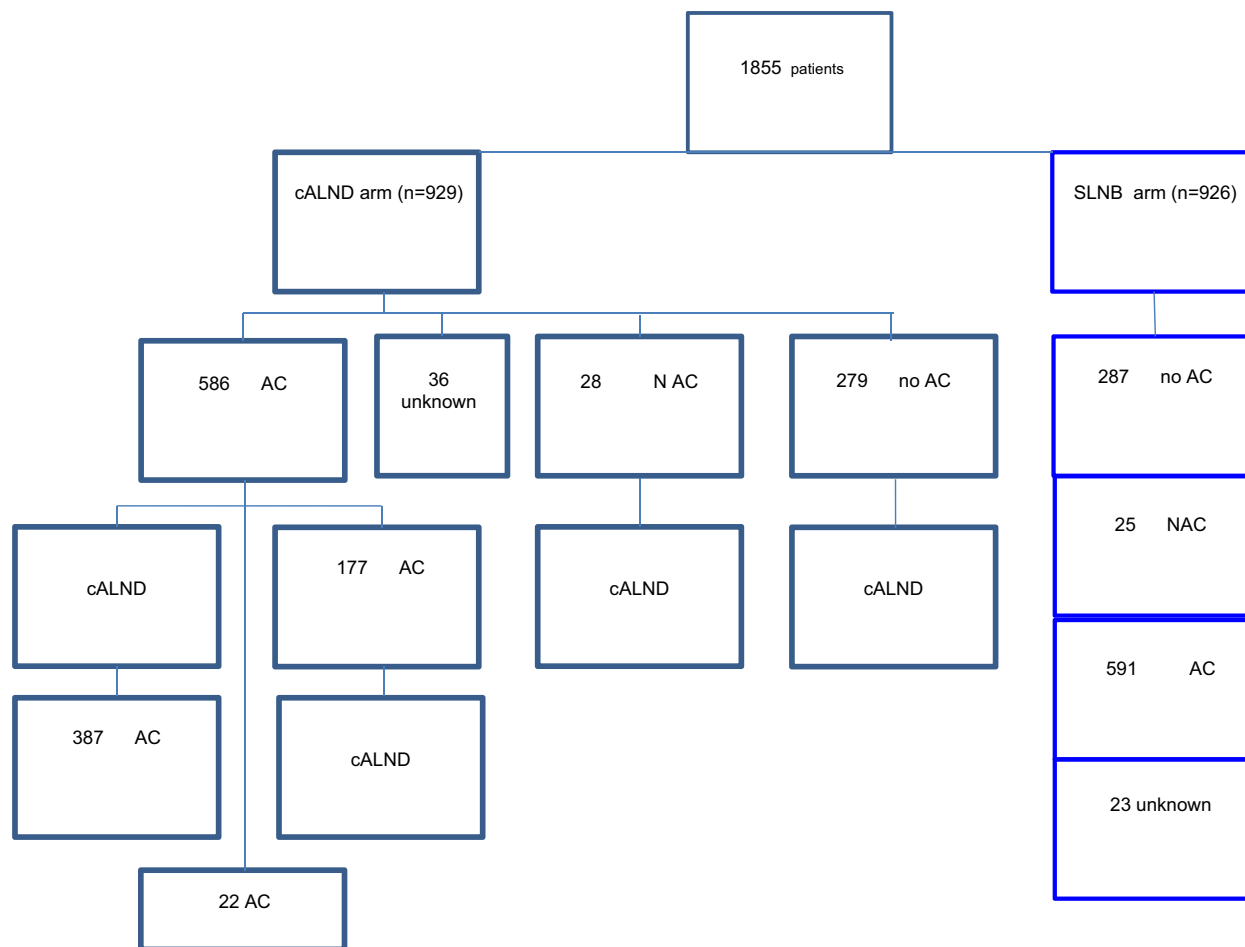 1855 patients
cALND arm (n=929)
SLNB arm (n=926)
586 AC
36
unknown
28 N AC
279 no AC
287 no AC
cALND
177 AC
cALND
cALND
25 NAC
387 AC
cALND
591 AC
23 unknown
22 AC